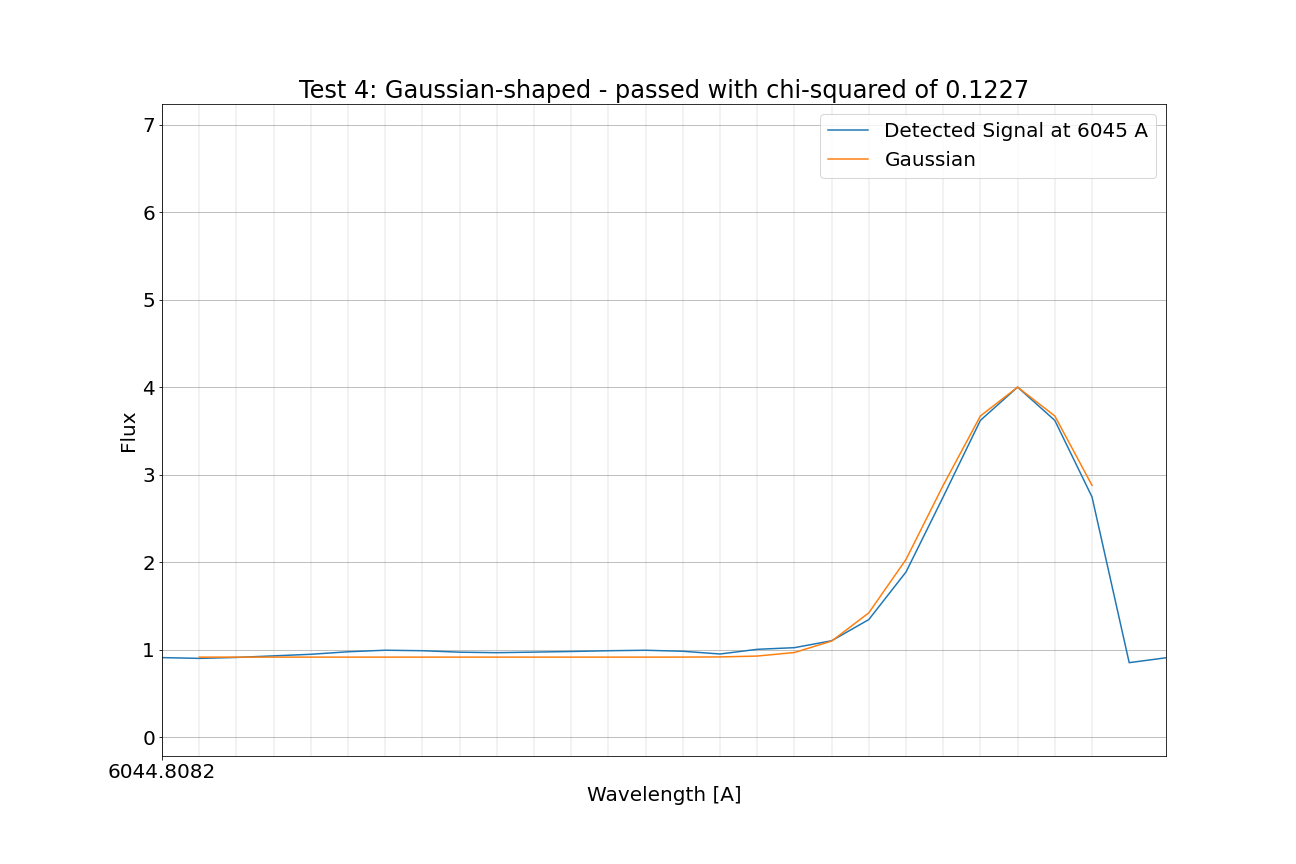 Test 4: Gaussian-shaped - passed with chi-squared of 0.1227
Detected Signal at 6045 A
Gaussian
7
6
5
4
3
2
1
0
Flux
6044.8082
Wavelength [A]